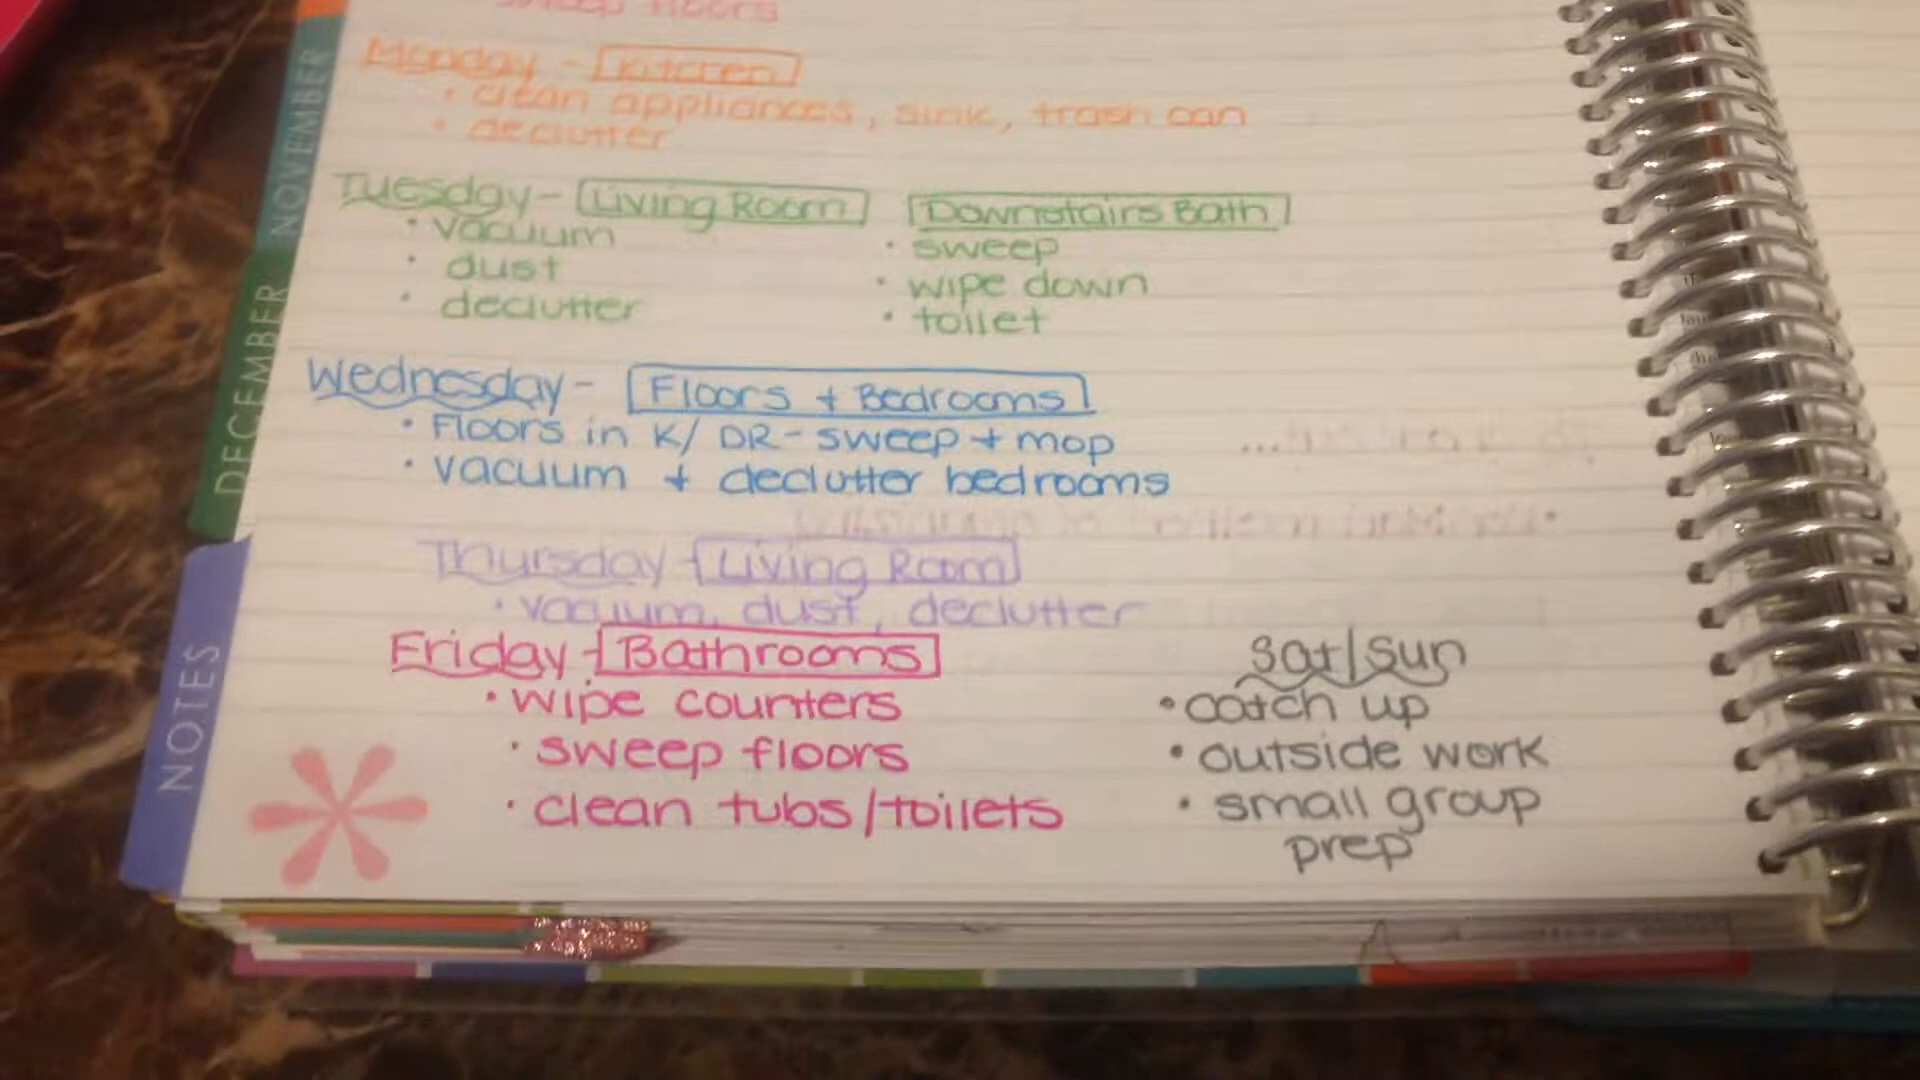 sweep floors
Monday - Kitchen
• clean appliances, sink, trash can
• declutter
Tuesday - Living Room
• vacuum
• dust
• declutter
Downstairs Bath
• sweep
• wipe down
• toilet
Wednesday - Floors + Bedrooms
• Floors in K/DR - sweep + mop
• vacuum + declutter bedrooms
Thursday - Living Room
• vacuum, dust, declutter
Friday - Bathrooms
• wipe counters
• sweep floors
• clean tubs/toilets
Sat/Sun
• catch up
• outside work
• small group
prep
NOVEMBER
DECEMBER
NOTES